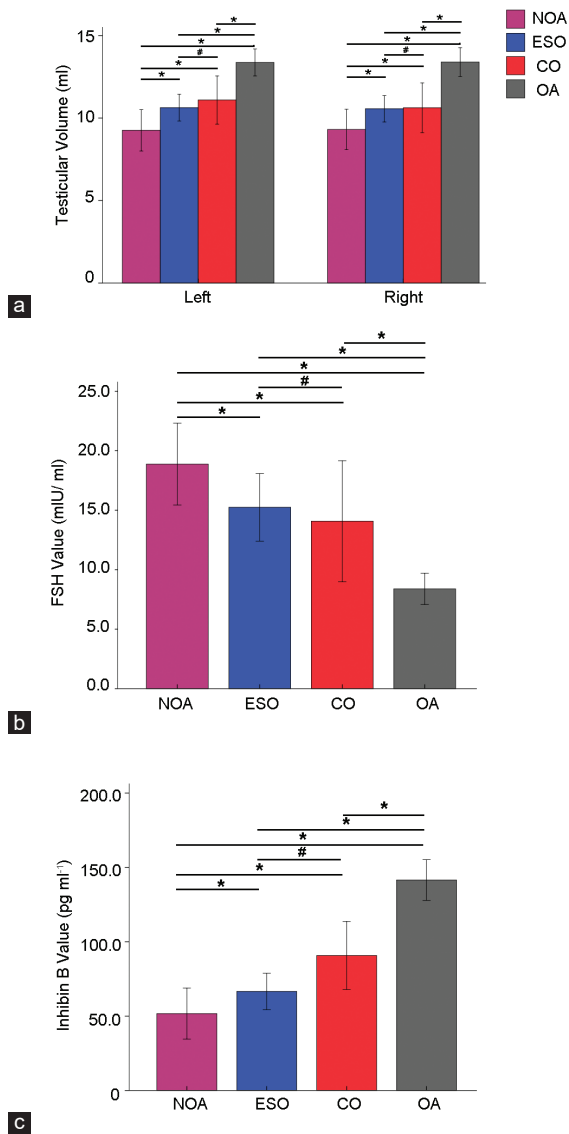 NOA
ESO
CO
OA
Testicular Volume (ml)
15
10
5
0
* * * # * *
* * * # * *
Left Right
a
FSH Value (mIU/ ml)
25.0
20.0
15.0
10.0
5.0
0.0
*
*
*
#
*
*
NOA ESO CO OA
b
Inhibin B Value (pg ml⁻¹)
200.0
150.0
100.0
50.0
0
*
*
*
#
*
*
NOA ESO CO OA
c